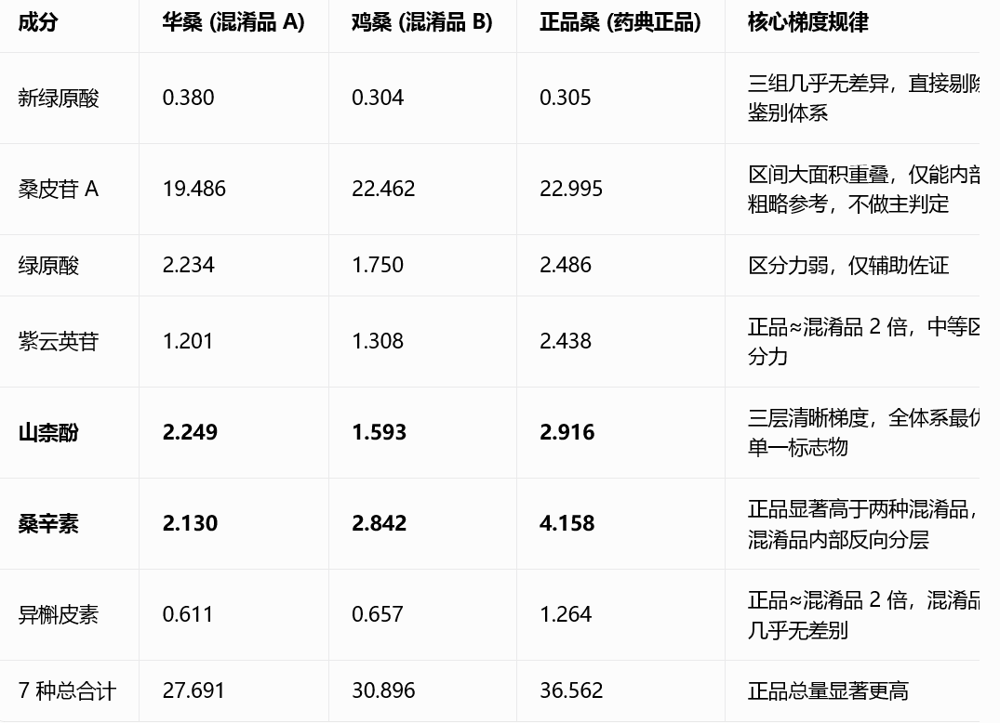 成分 华桑 (混淆品 A) 鸡桑 (混淆品 B) 正品桑 (药典正品) 核心梯度规律
新绿原酸 0.380 0.304 0.305 三组几乎无差异，直接剔除
鉴别体系
桑皮苷 A 19.486 22.462 22.995 区间大面积重叠，仅能内部
粗略参考，不做主判定
绿原酸 2.234 1.750 2.486 区分力弱，仅辅助佐证
紫云英苷 1.201 1.308 2.438 正品≈混淆品 2 倍，中等区
分力
山柰酚 2.249 1.593 2.916 三层清晰梯度，全体系最优
单一标志物
桑辛素 2.130 2.842 4.158 正品显著高于两种混淆品，
混淆品内部反向分层
异槲皮素 0.611 0.657 1.264 正品≈混淆品 2 倍，混淆品
几乎无差别
7 种总合计 27.691 30.896 36.562 正品总量显著更高